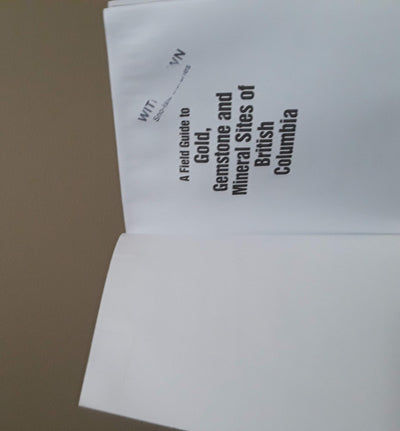 A Field Guide to
Gold,
Gemstone and
Mineral Sites of
British
Columbia